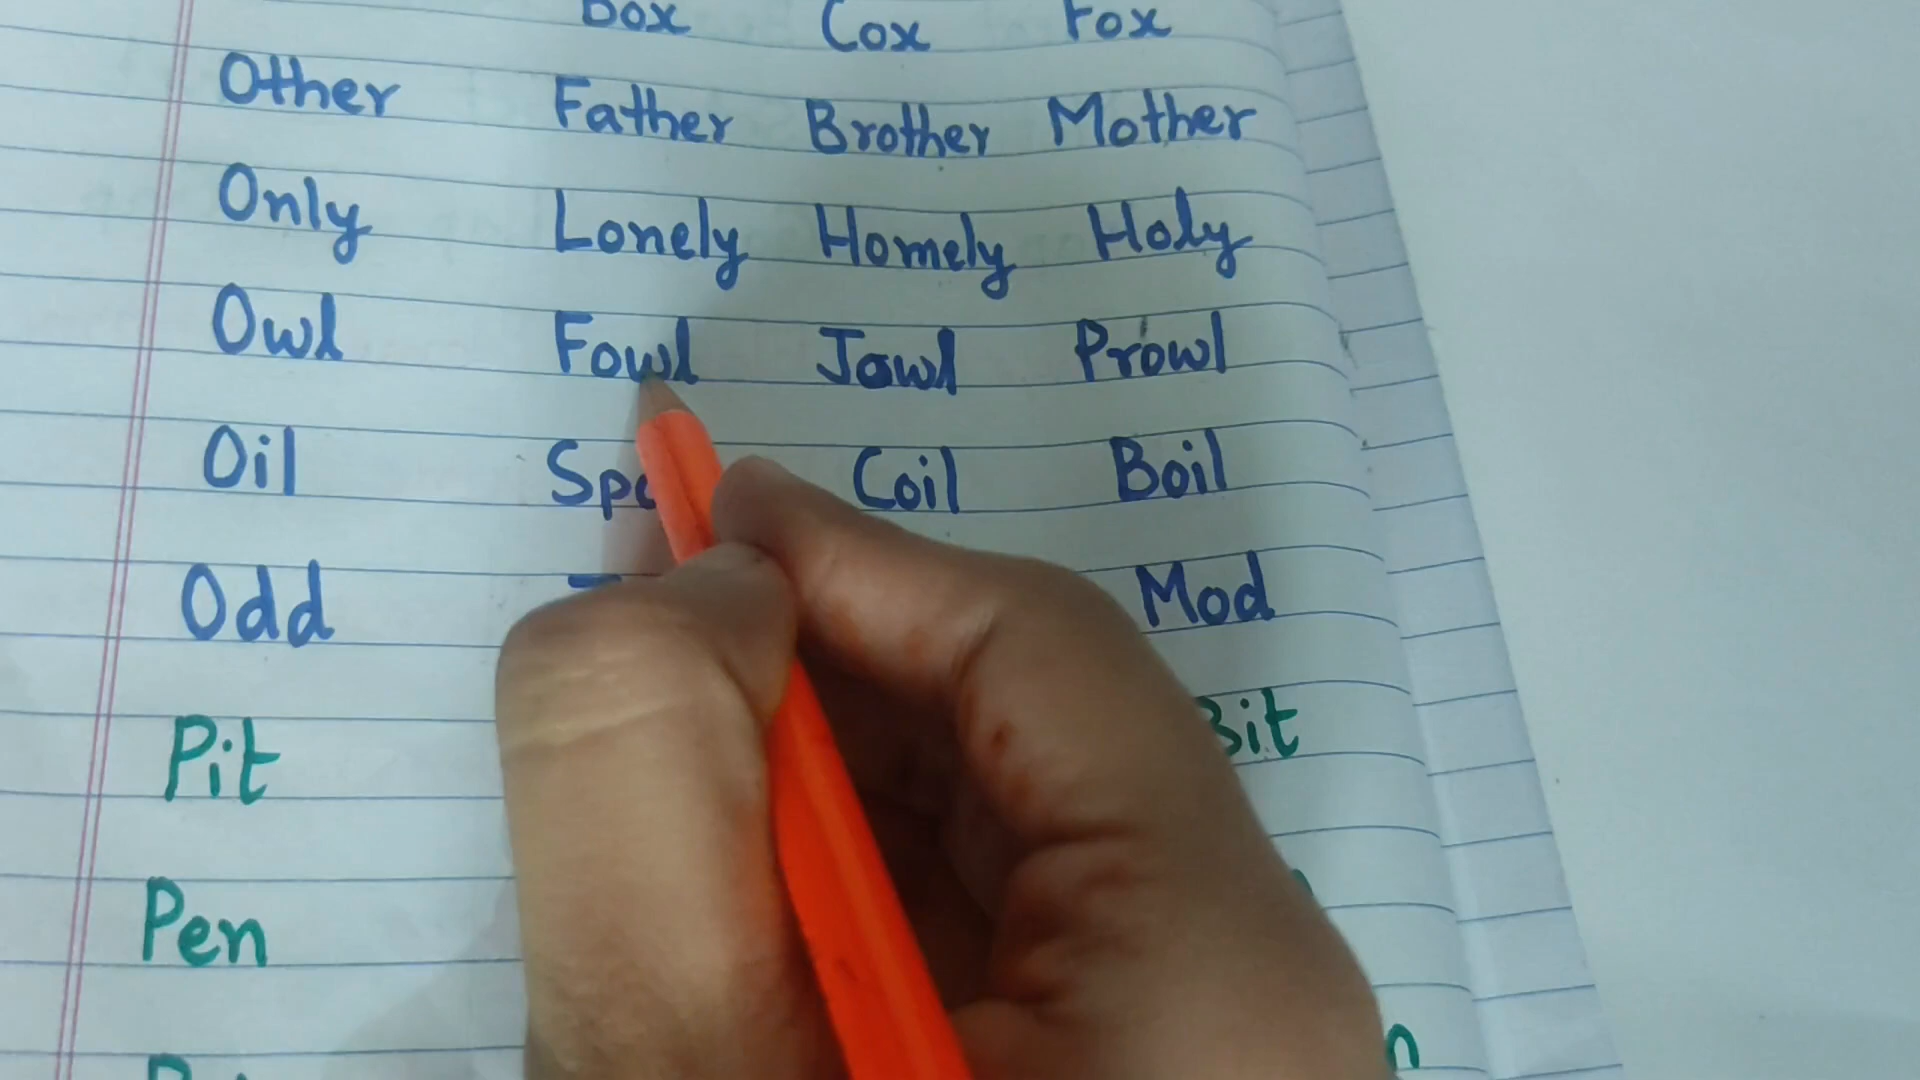 Box Cox Fox
Other Father Brother Mother
Only Lonely Homely Holy
Owl Fowl Jowl Prowl
Oil Coil Boil
Odd Mod
Pit Bit
Pen